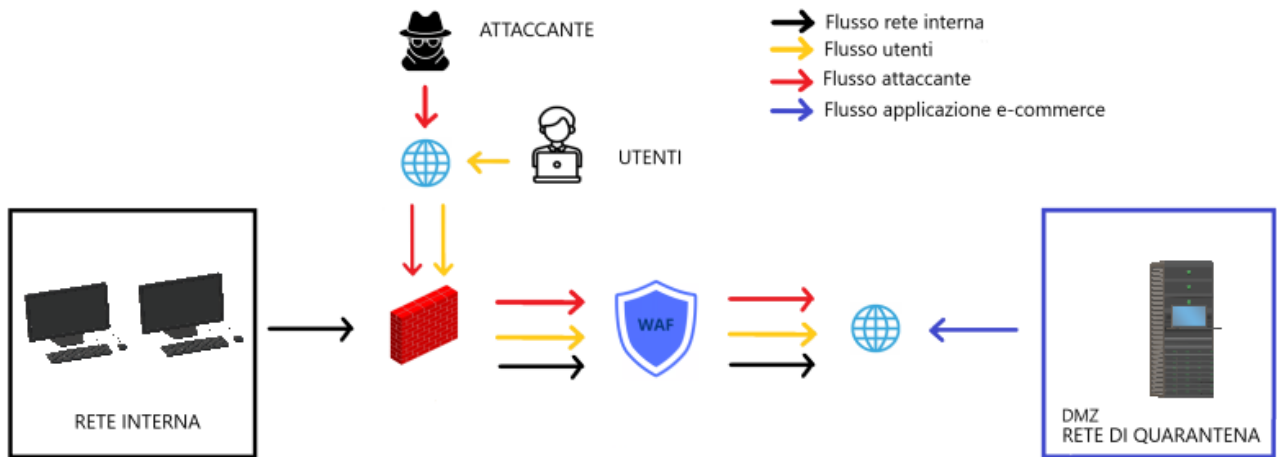 ATTACCANTE
Flusso rete interna
Flusso utenti
Flusso attaccante
Flusso applicazione e-commerce
UTENTI
WAF
RETE INTERNA
DMZ
RETE DI QUARANTENA